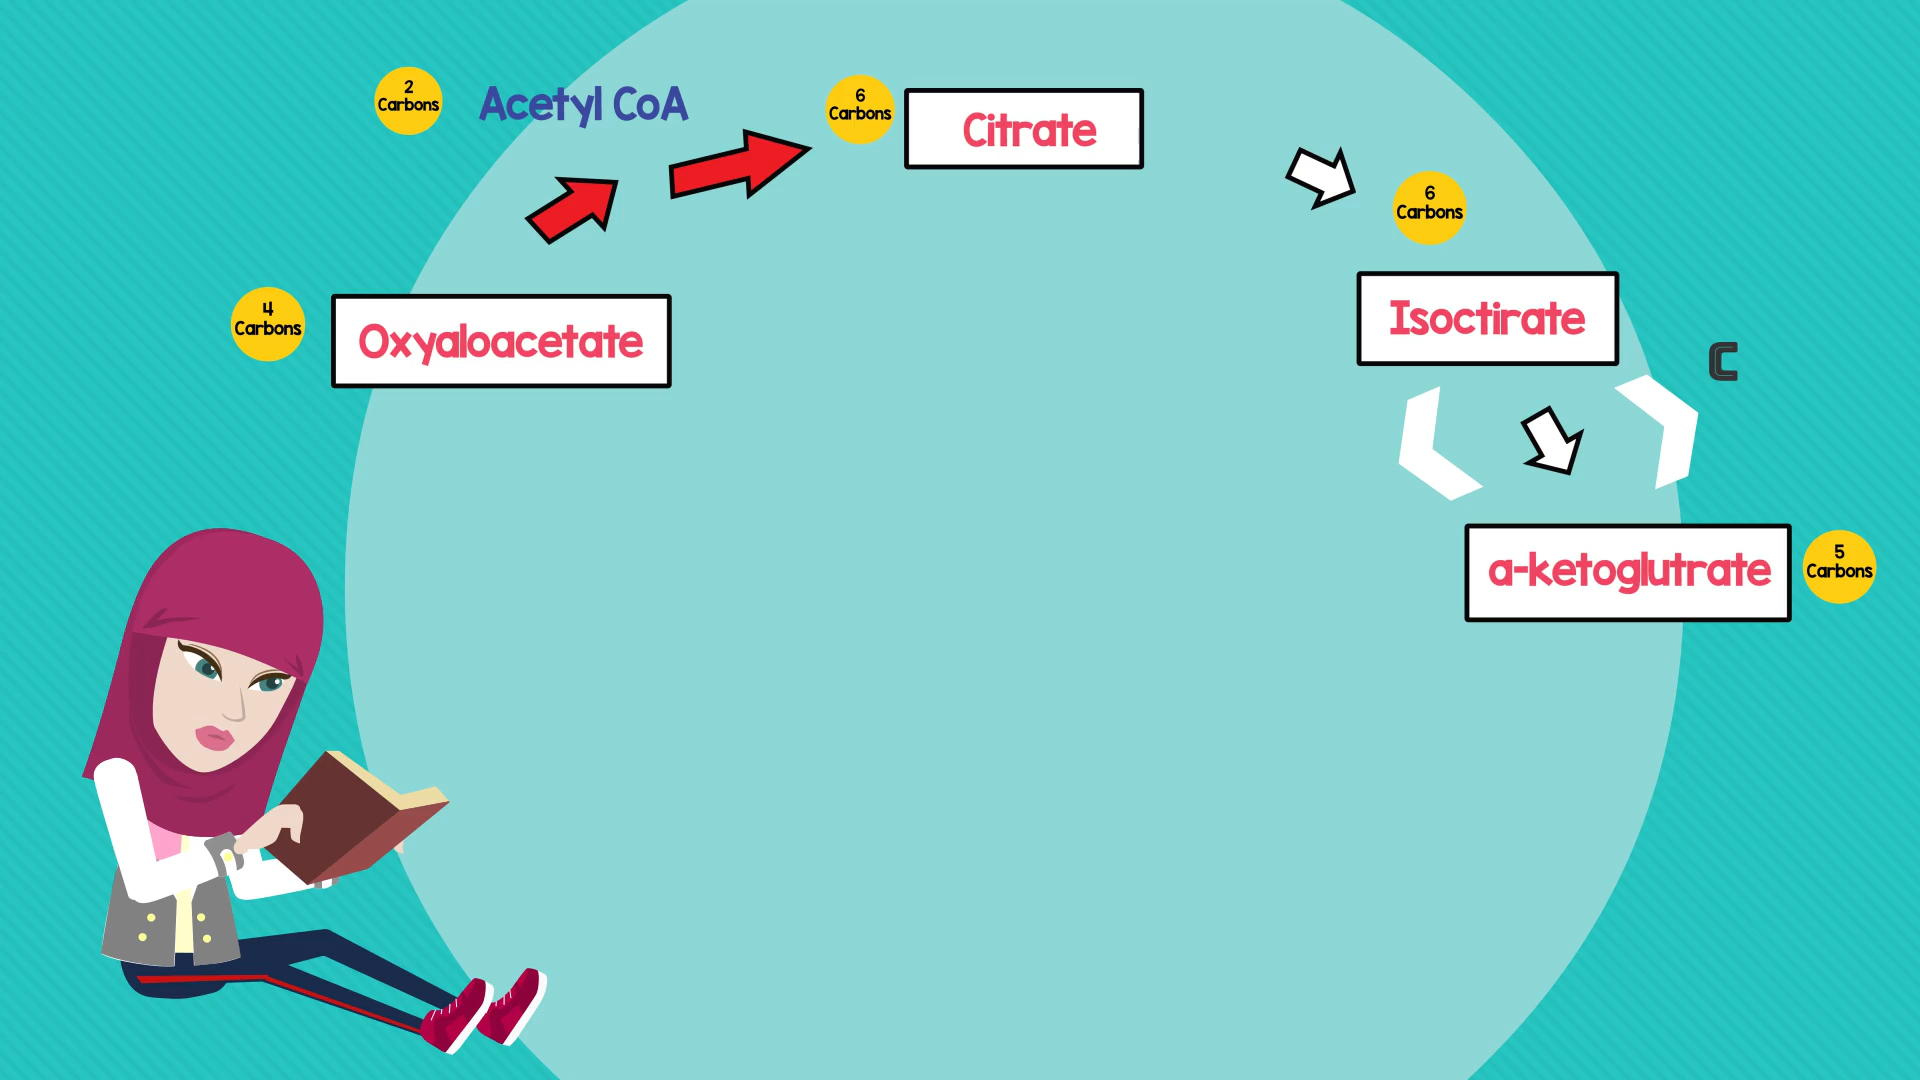 2
Carbons
Acetyl CoA
6
Carbons
Citrate
6
Carbons
4
Carbons
Oxyaloacetate
Isoctirate
C
a-ketoglutrate
5
Carbons